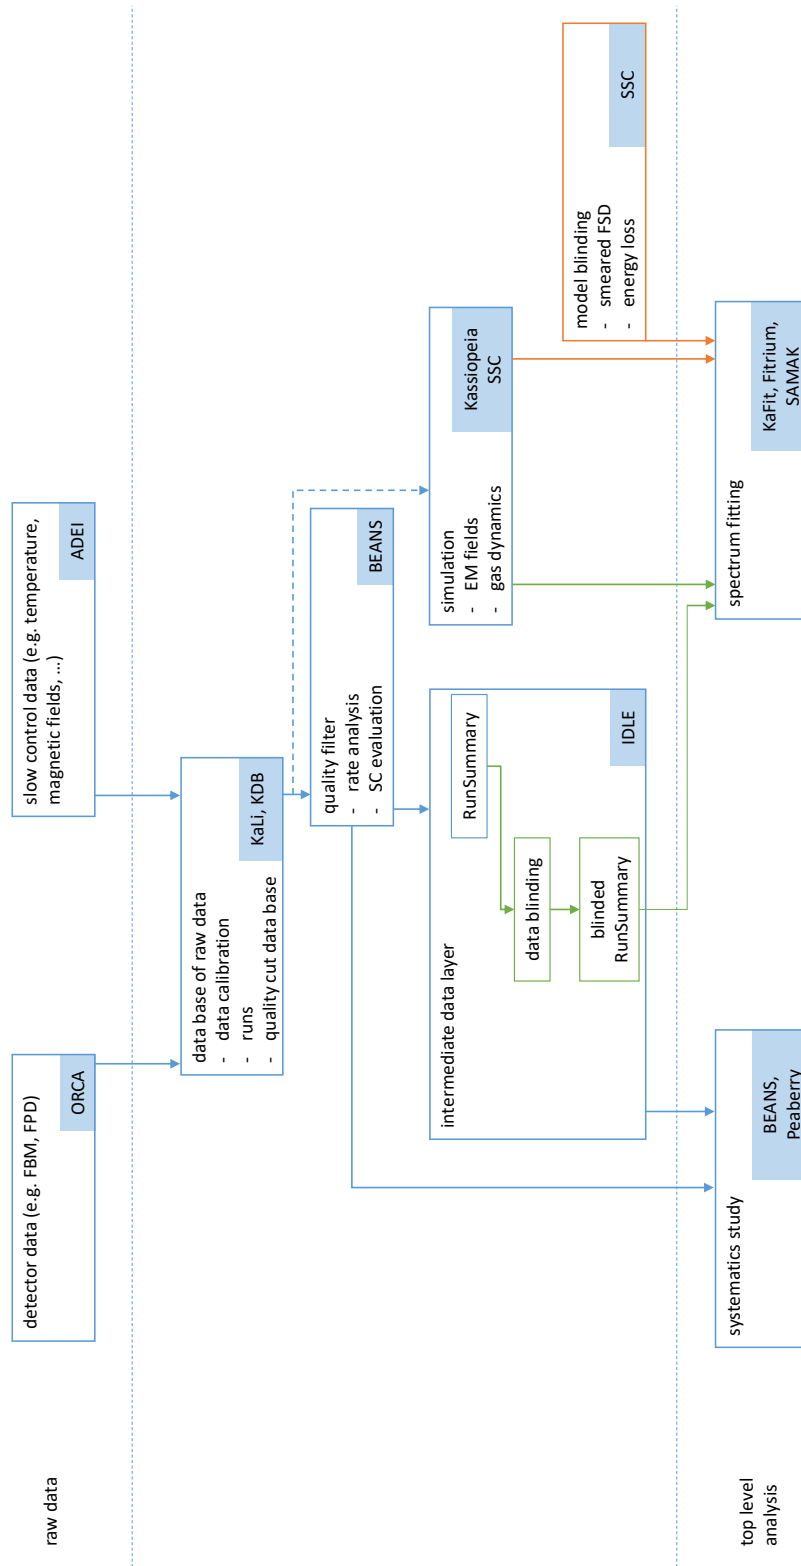 raw data
detector data (e.g. FBM, FPD)
ORCA
slow control data (e.g. temperature,
magnetic fields, ...)
ADEI
data base of raw data
- data calibration
- runs
- quality cut data base
KaLi, KDB
quality filter
- rate analysis
- SC evaluation
BEANS
intermediate data layer
RunSummary
data blinding
blinded
RunSummary
IDLE
simulation
- EM fields
- gas dynamics
Kassiopeia
SSC
model blinding
- smeared FSD
- energy loss
SSC
top level
analysis
systematics study
BEANS,
Peaberry
spectrum fitting
KaFit, Fitrium,
SAMAK